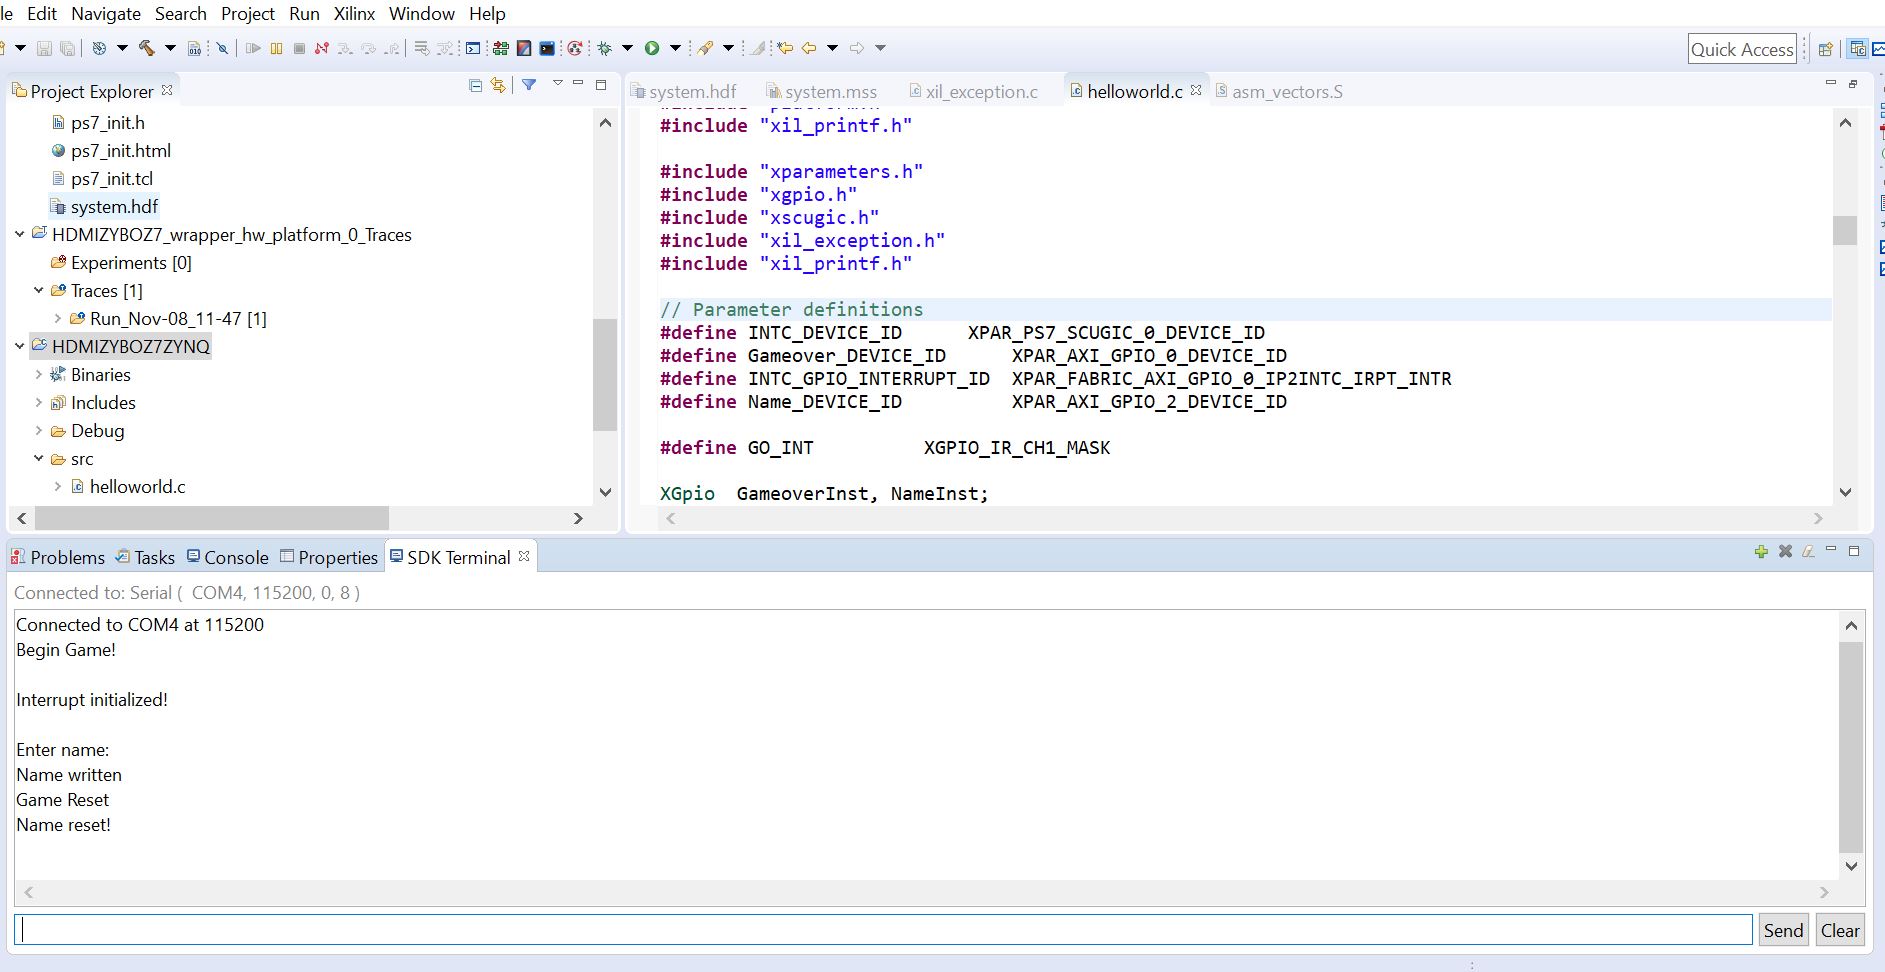 le Edit Navigate Search Project Run Xilinx Window Help
Quick Access
Project Explorer
ps7_init.h
ps7_init.html
ps7_init.tcl
system.hdf
HDMIZYBOZ7_wrapper_hw_platform_0_Traces
Experiments [0]
Traces [1]
Run_Nov-08_11-47 [1]
HDMIZYBOZ7ZYNQ
Binaries
Includes
Debug
src
helloworld.c
system.hdf system.mss xil_exception.c helloworld.c asm_vectors.S
#include "xil_printf.h"
#include "xparameters.h"
#include "xgpio.h"
#include "xscugic.h"
#include "xil_exception.h"
#include "xil_printf.h"
// Parameter definitions
#define INTC_DEVICE_ID XPAR_PS7_SCUGIC_0_DEVICE_ID
#define Gameover_DEVICE_ID XPAR_AXI_GPIO_0_DEVICE_ID
#define INTC_GPIO_INTERRUPT_ID XPAR_FABRIC_AXI_GPIO_0_IP2INTC_IRPT_INTR
#define Name_DEVICE_ID XPAR_AXI_GPIO_2_DEVICE_ID
#define GO_INT XGPIO_IR_CH1_MASK
XGpio GameoverInst, NameInst;
Problems Tasks Console Properties SDK Terminal
Connected to: Serial ( COM4, 115200, 0, 8 )
Connected to COM4 at 115200
Begin Game!
Interrupt initialized!
Enter name:
Name written
Game Reset
Name reset!
Send Clear